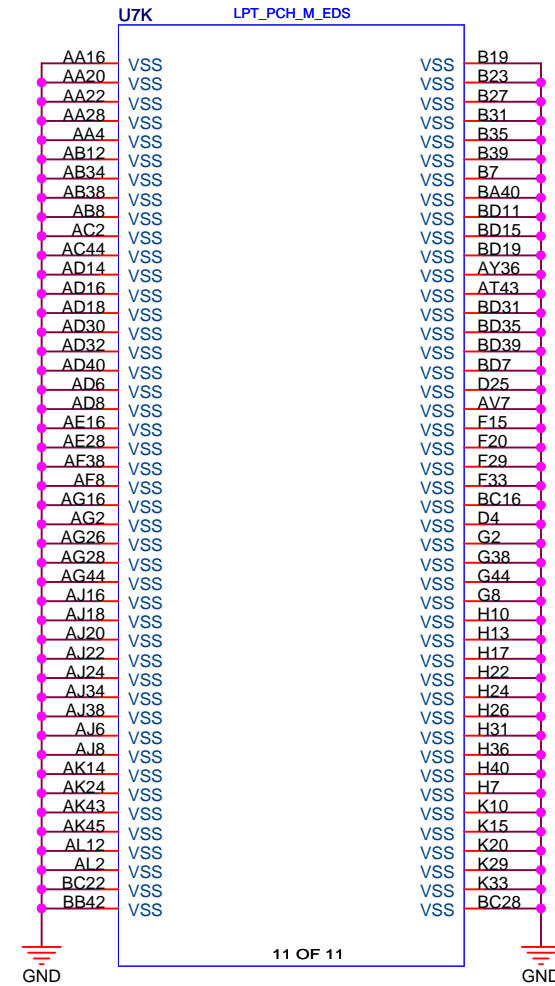 U7K LPT_PCH_M_EDS
AA16 VSS VSS B19
AA20 VSS VSS B23
AA22 VSS VSS B27
AA28 VSS VSS B31
AA4 VSS VSS B35
AB12 VSS VSS B39
AB34 VSS VSS B7
AB38 VSS VSS BA40
AB8 VSS VSS BD11
AC2 VSS VSS BD15
AC44 VSS VSS BD19
AD14 VSS VSS AY36
AD16 VSS VSS AT43
AD18 VSS VSS BD31
AD30 VSS VSS BD35
AD32 VSS VSS BD39
AD40 VSS VSS BD7
AD6 VSS VSS D25
AD8 VSS VSS AV7
AE16 VSS VSS F15
AE28 VSS VSS F20
AF38 VSS VSS F29
AF8 VSS VSS F33
AG16 VSS VSS BC16
AG2 VSS VSS D4
AG26 VSS VSS G2
AG28 VSS VSS G38
AG44 VSS VSS G44
AJ16 VSS VSS G8
AJ18 VSS VSS H10
AJ20 VSS VSS H13
AJ22 VSS VSS H17
AJ24 VSS VSS H22
AJ34 VSS VSS H24
AJ38 VSS VSS H26
AJ6 VSS VSS H31
AJ8 VSS VSS H36
AK14 VSS VSS H40
AK24 VSS VSS H7
AK43 VSS VSS K10
AK45 VSS VSS K15
AL12 VSS VSS K20
AL2 VSS VSS K29
BC22 VSS VSS K33
BB42 VSS VSS BC28
11 OF 11
GND GND